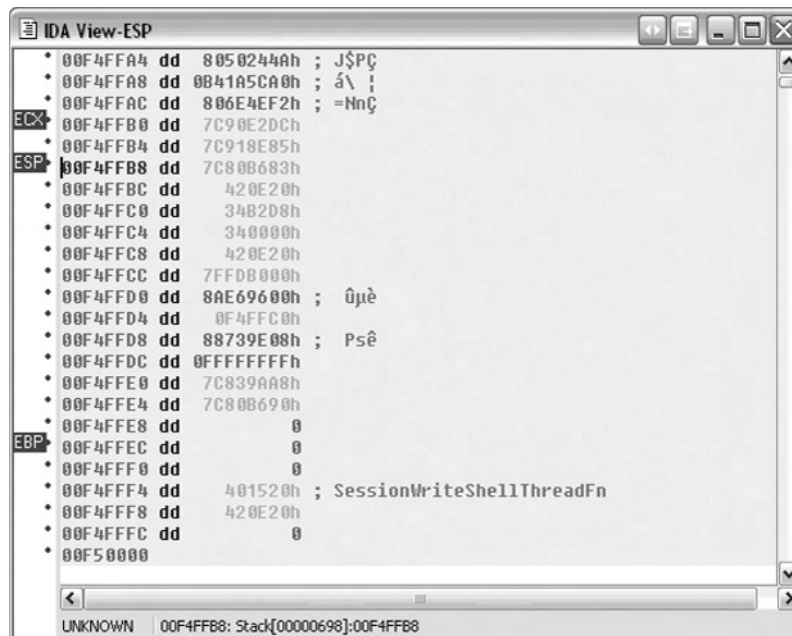 IDA View-ESP
00F4FFA4 dd 8050244Ah ; J$PÇ
00F4FFA8 dd 0B41A5CA0h ; á\ ¦
00F4FFAC dd 806E4EF2h ; =NnÇ
ECX 00F4FFB0 dd 7C90E2DCh
00F4FFB4 dd 7C918E85h
ESP 00F4FFB8 dd 7C80B683h
00F4FFBC dd 420E20h
00F4FFC0 dd 34B2D8h
00F4FFC4 dd 340000h
00F4FFC8 dd 420E20h
00F4FFCC dd 7FFDB000h
00F4FFD0 dd 8AE69600h ; ûµè
00F4FFD4 dd 0F4FFC0h
00F4FFD8 dd 88739E08h ; Psê
00F4FFDC dd 0FFFFFFFFh
00F4FFE0 dd 7C839AA8h
00F4FFE4 dd 7C80B690h
00F4FFE8 dd 0
EBP 00F4FFEC dd 0
00F4FFF0 dd 0
00F4FFF4 dd 401520h ; SessionWriteShellThreadFn
00F4FFF8 dd 420E20h
00F4FFFC dd 0
00F50000
UNKNOWN 00F4FFB8: Stack[00000698]:00F4FFB8